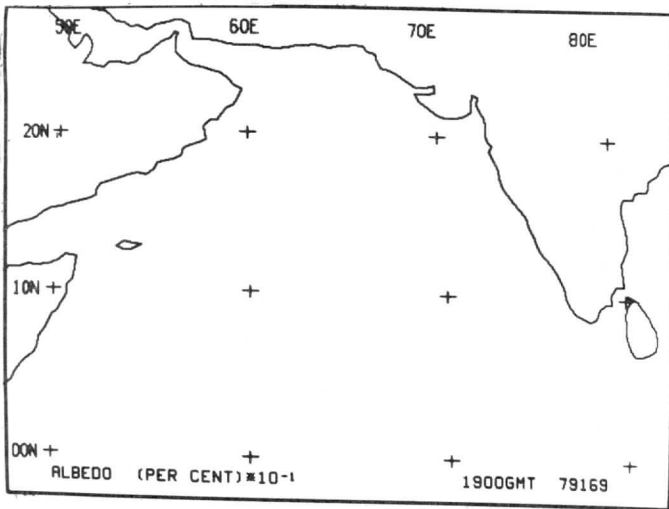 50E 60E 70E 80E
20N
10N
00N
ALBEDO (PER CENT)*10-1
1900GMT 79169